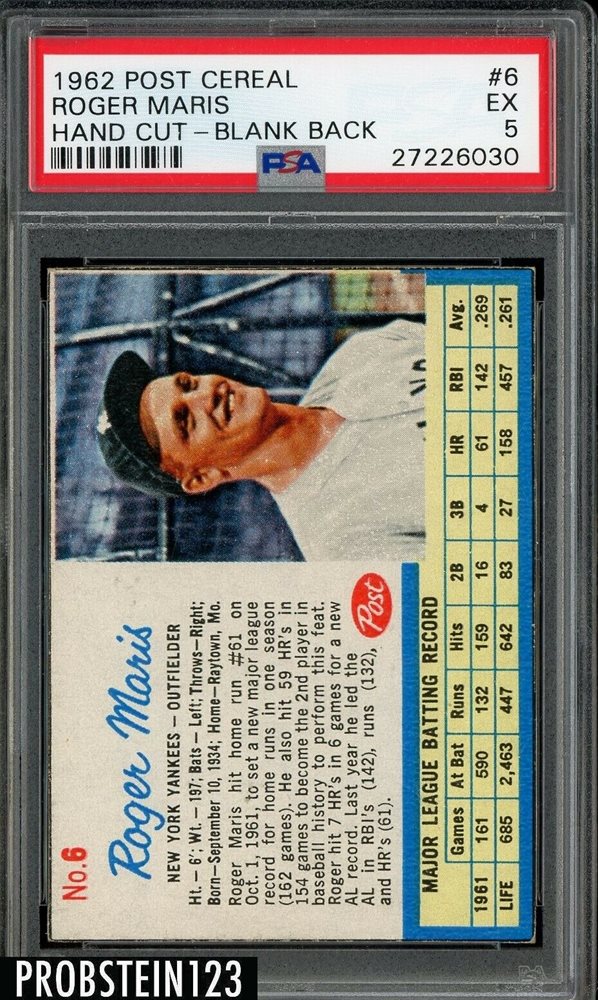 1962 POST CEREAL #6
ROGER MARIS EX
HAND CUT – BLANK BACK 5
PSA 27226030
No. 6
Roger Maris
NEW YORK YANKEES – OUTFIELDER
Ht. – 6'; Wt. – 197; Bats – Left; Throws–Right;
Born–September 10, 1934; Home–Raytown, Mo.
Roger Maris hit home run #61 on
Oct. 1, 1961, to set a new major league
record for home runs in one season
(162 games). He also hit 59 HR's in
154 games to become the 2nd player in
baseball history to perform this feat.
Roger hit 7 HR's in 6 games for a new
AL record. Last year he led the
AL in RBI's (142), runs (132),
and HR's (61).
Post
MAJOR LEAGUE BATTING RECORD
Games At Bat Runs Hits 2B 3B HR RBI Avg.
1961 161 590 132 159 16 4 61 142 .269
LIFE 685 2,463 447 642 83 27 158 457 .261
PROBSTEIN123